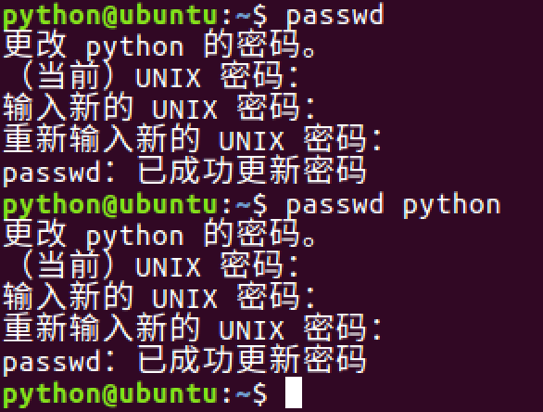 python@ubuntu:~$ passwd
更改 python 的密码。
（当前）UNIX 密码：
输入新的 UNIX 密码：
重新输入新的 UNIX 密码：
passwd：已成功更新密码
python@ubuntu:~$ passwd python
更改 python 的密码。
（当前）UNIX 密码：
输入新的 UNIX 密码：
重新输入新的 UNIX 密码：
passwd：已成功更新密码
python@ubuntu:~$